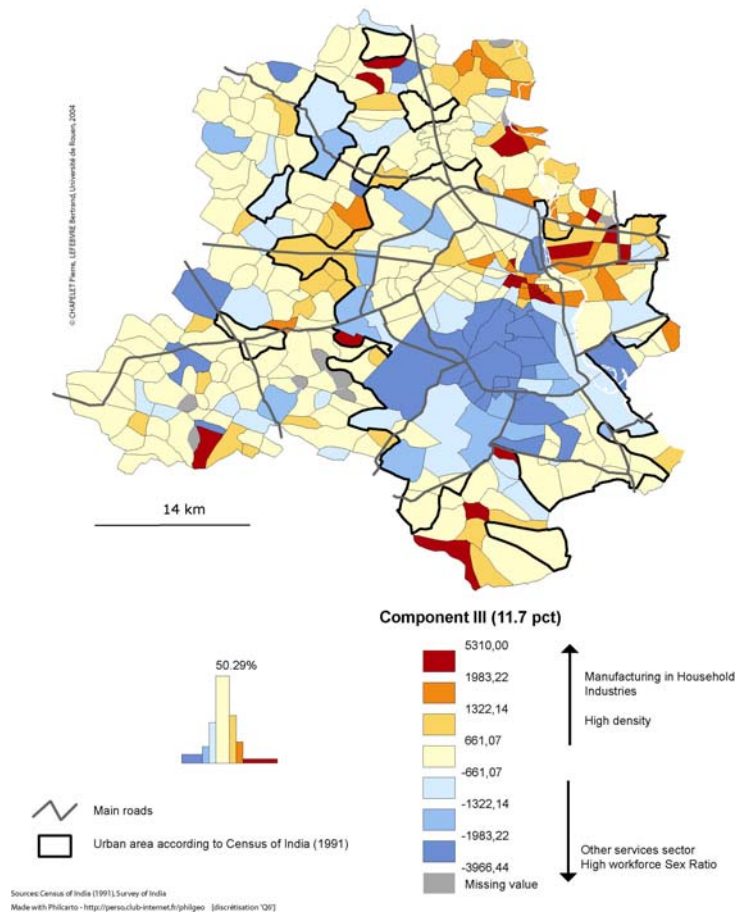 © CHAPELET Pierre, LEFEBVRE Bertrand, Université de Rouen, 2004
14 km
Component III (11.7 pct)
5310,00
1983,22
1322,14
661,07
-661,07
-1322,14
-1983,22
-3966,44
Missing value
Manufacturing in Household
Industries
High density
Other services sector
High workforce Sex Ratio
50.29%
Main roads
Urban area according to Census of India (1991)
Sources: Census of India (1991), Survey of India
Made with Philcarto - http://perso.club-internet.fr/philgeo [discrétisation 'Q6']